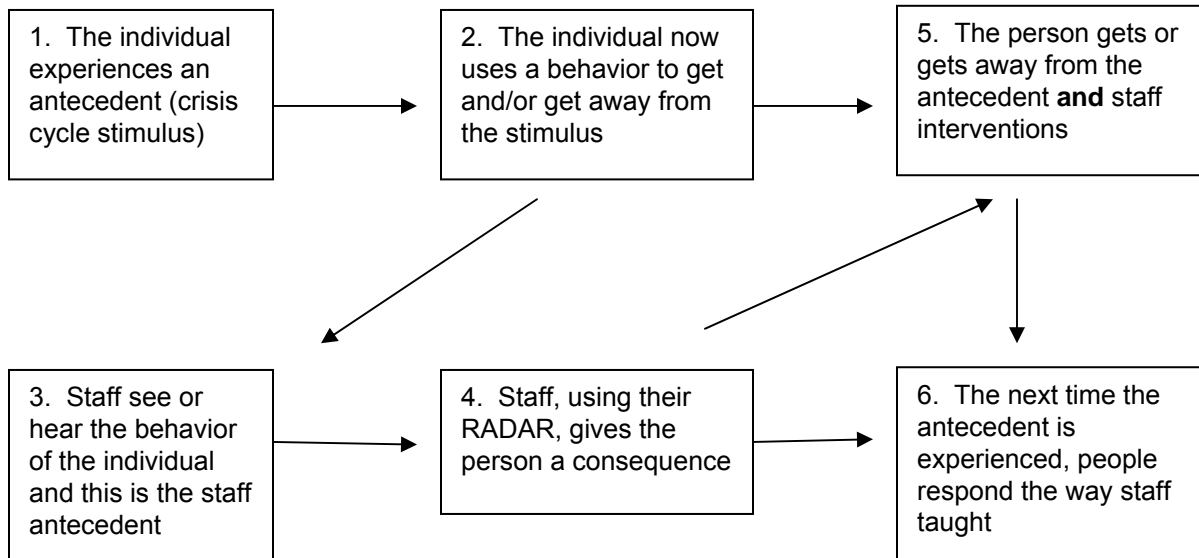 1. The individual
experiences an
antecedent (crisis
cycle stimulus)
2. The individual now
uses a behavior to get
and/or get away from
the stimulus
5. The person gets or
gets away from the
antecedent and staff
interventions
3. Staff see or
hear the behavior
of the individual
and this is the staff
antecedent
4. Staff, using their
RADAR, gives the
person a consequence
6. The next time the
antecedent is
experienced, people
respond the way staff
taught